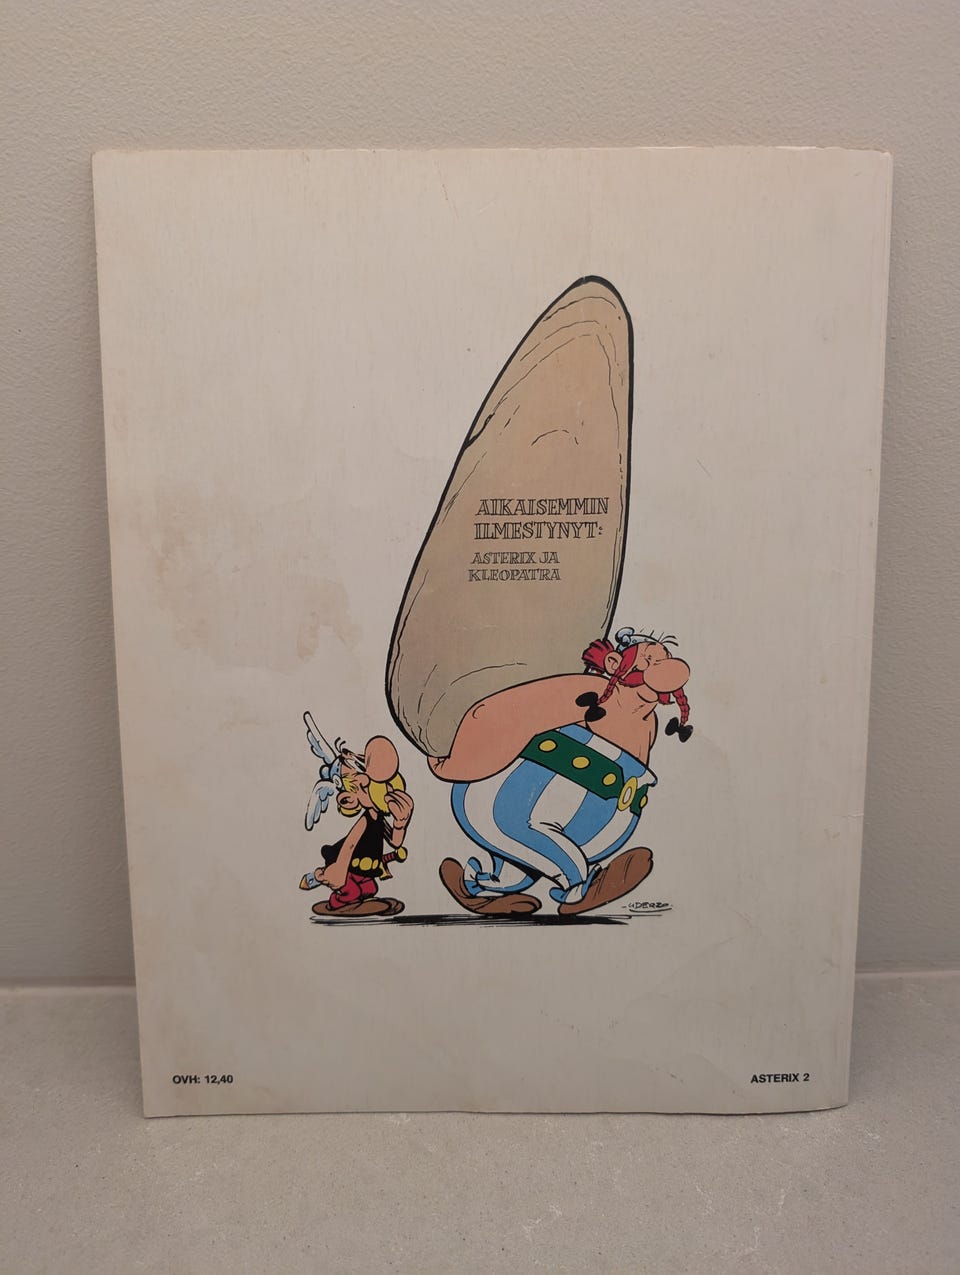 AIKAISEMMIN
ILMESTYNYT:
ASTERIX JA
KLEOPATRA
-UDERZO-
OVH: 12,40
ASTERIX 2